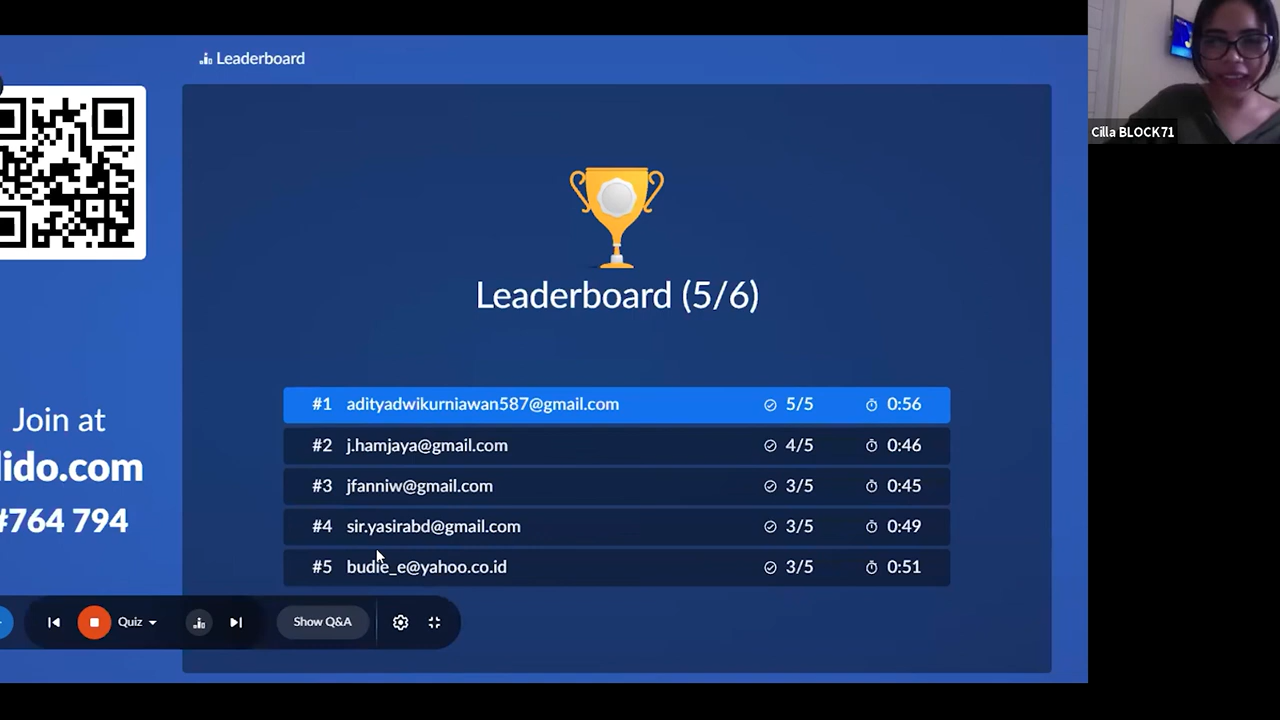 Leaderboard
Cilla BLOCK71
Leaderboard (5/6)
#1 adityadwikurniawan587@gmail.com 5/5 0:56
#2 j.hamjaya@gmail.com 4/5 0:46
#3 jfanniw@gmail.com 3/5 0:45
#4 sir.yasirabd@gmail.com 3/5 0:49
#5 budie_e@yahoo.co.id 3/5 0:51
Join at
lido.com
#764 794
Quiz
Show Q&A